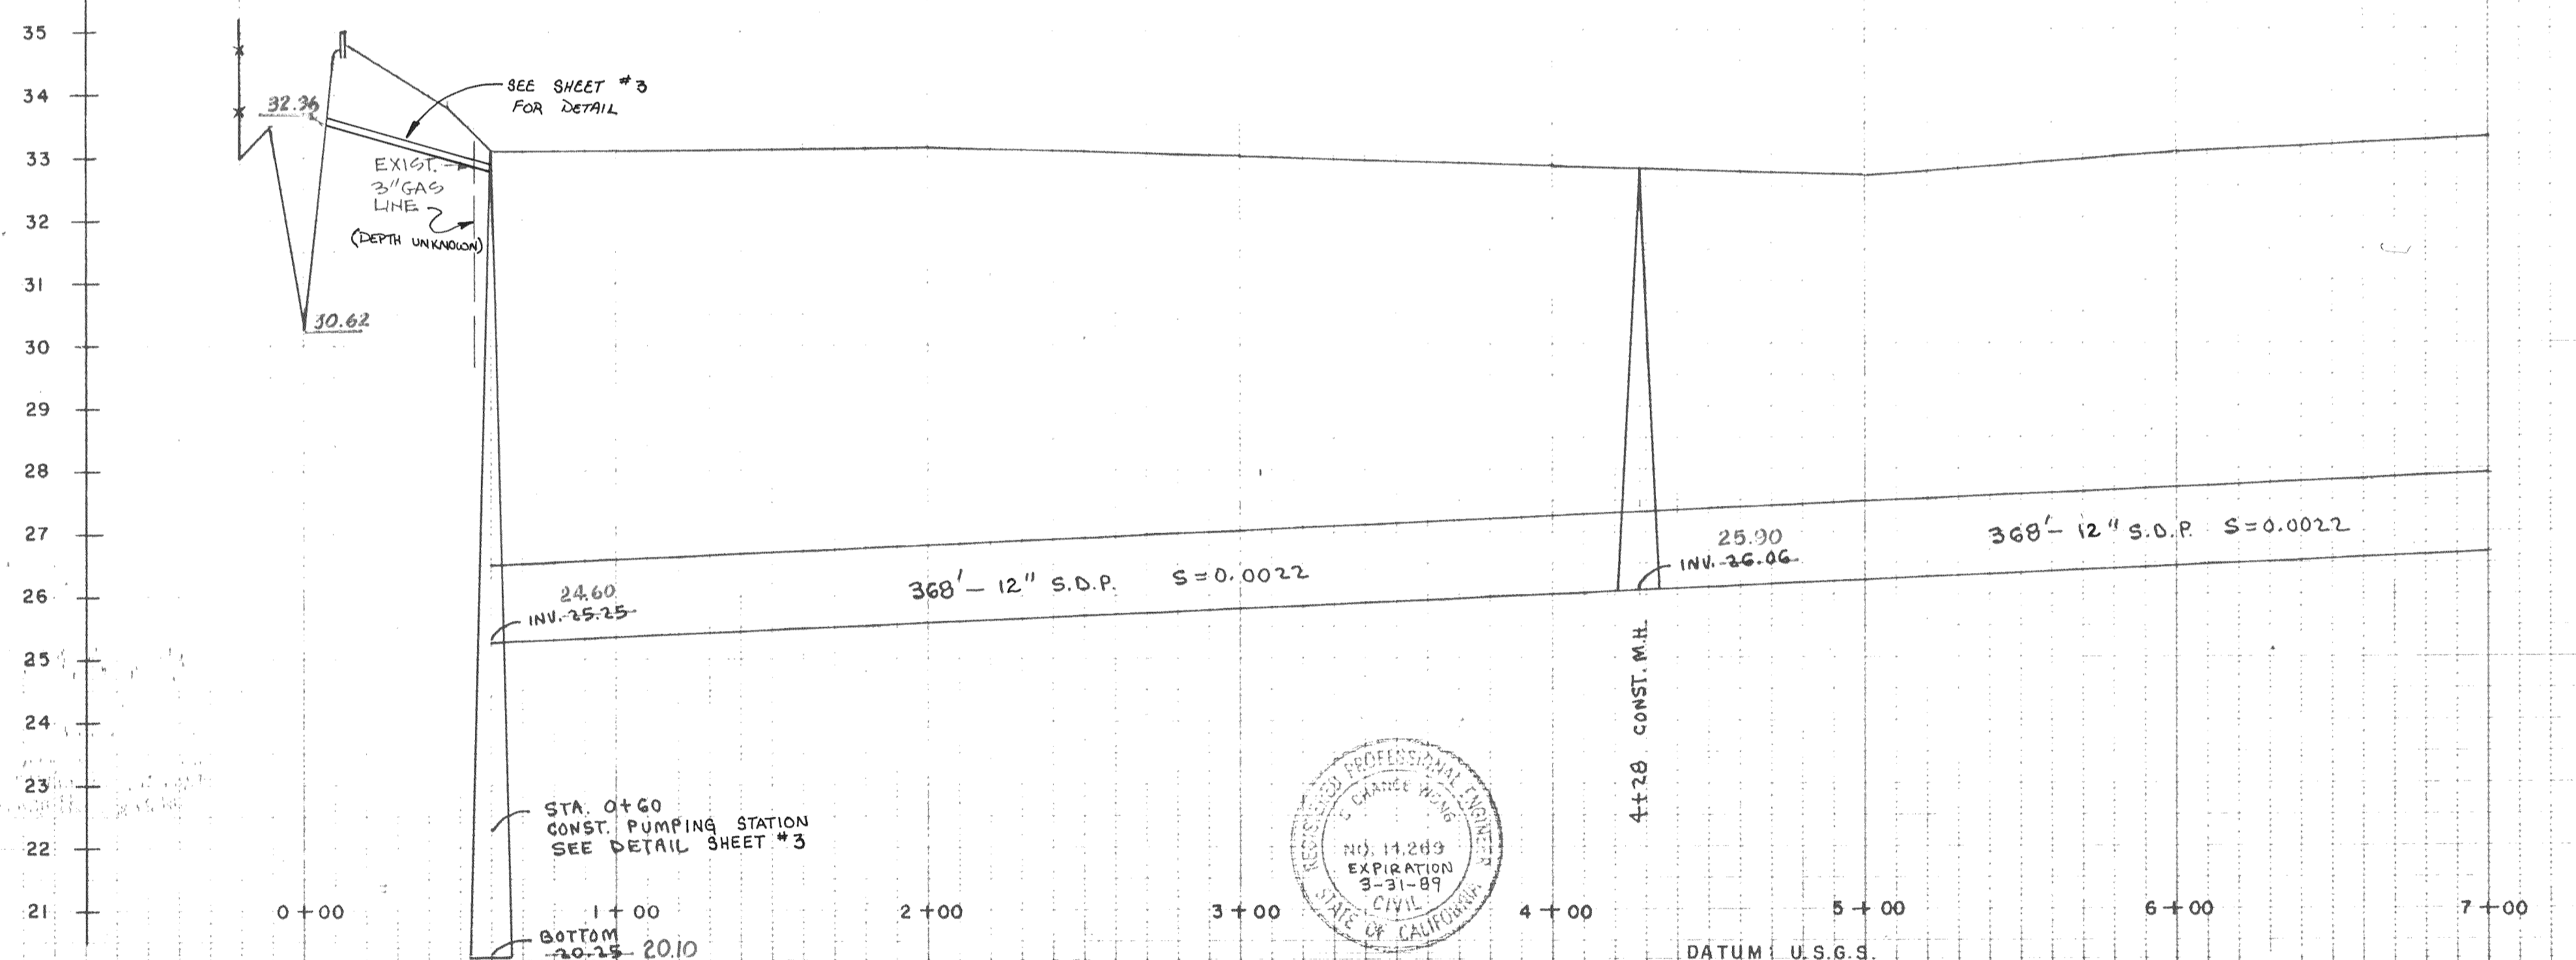 35
34
33
32
31
30
29
28
27
26
25
24
23
22
21
32.36
SEE SHEET #3
FOR DETAIL
EXIST.
3" GAS
LINE
(DEPTH UNKNOWN)
30.62
24.60
INV. 25.25
368' - 12" S.D.P. S=0.0022
25.90
INV. 26.06
368' - 12" S.D.P. S=0.0022
4+28 CONST. M.H.
STA. 0+60
CONST. PUMPING STATION
SEE DETAIL SHEET #3
REGISTERED PROFESSIONAL ENGINEER
CHANCE WONG
NO. 14,269
EXPIRATION
3-31-89
CIVIL
STATE OF CALIFORNIA
0+00 1+00 2+00 3+00 4+00 5+00 6+00 7+00
BOTTOM
20.25 20.10
DATUM: U.S.G.S.